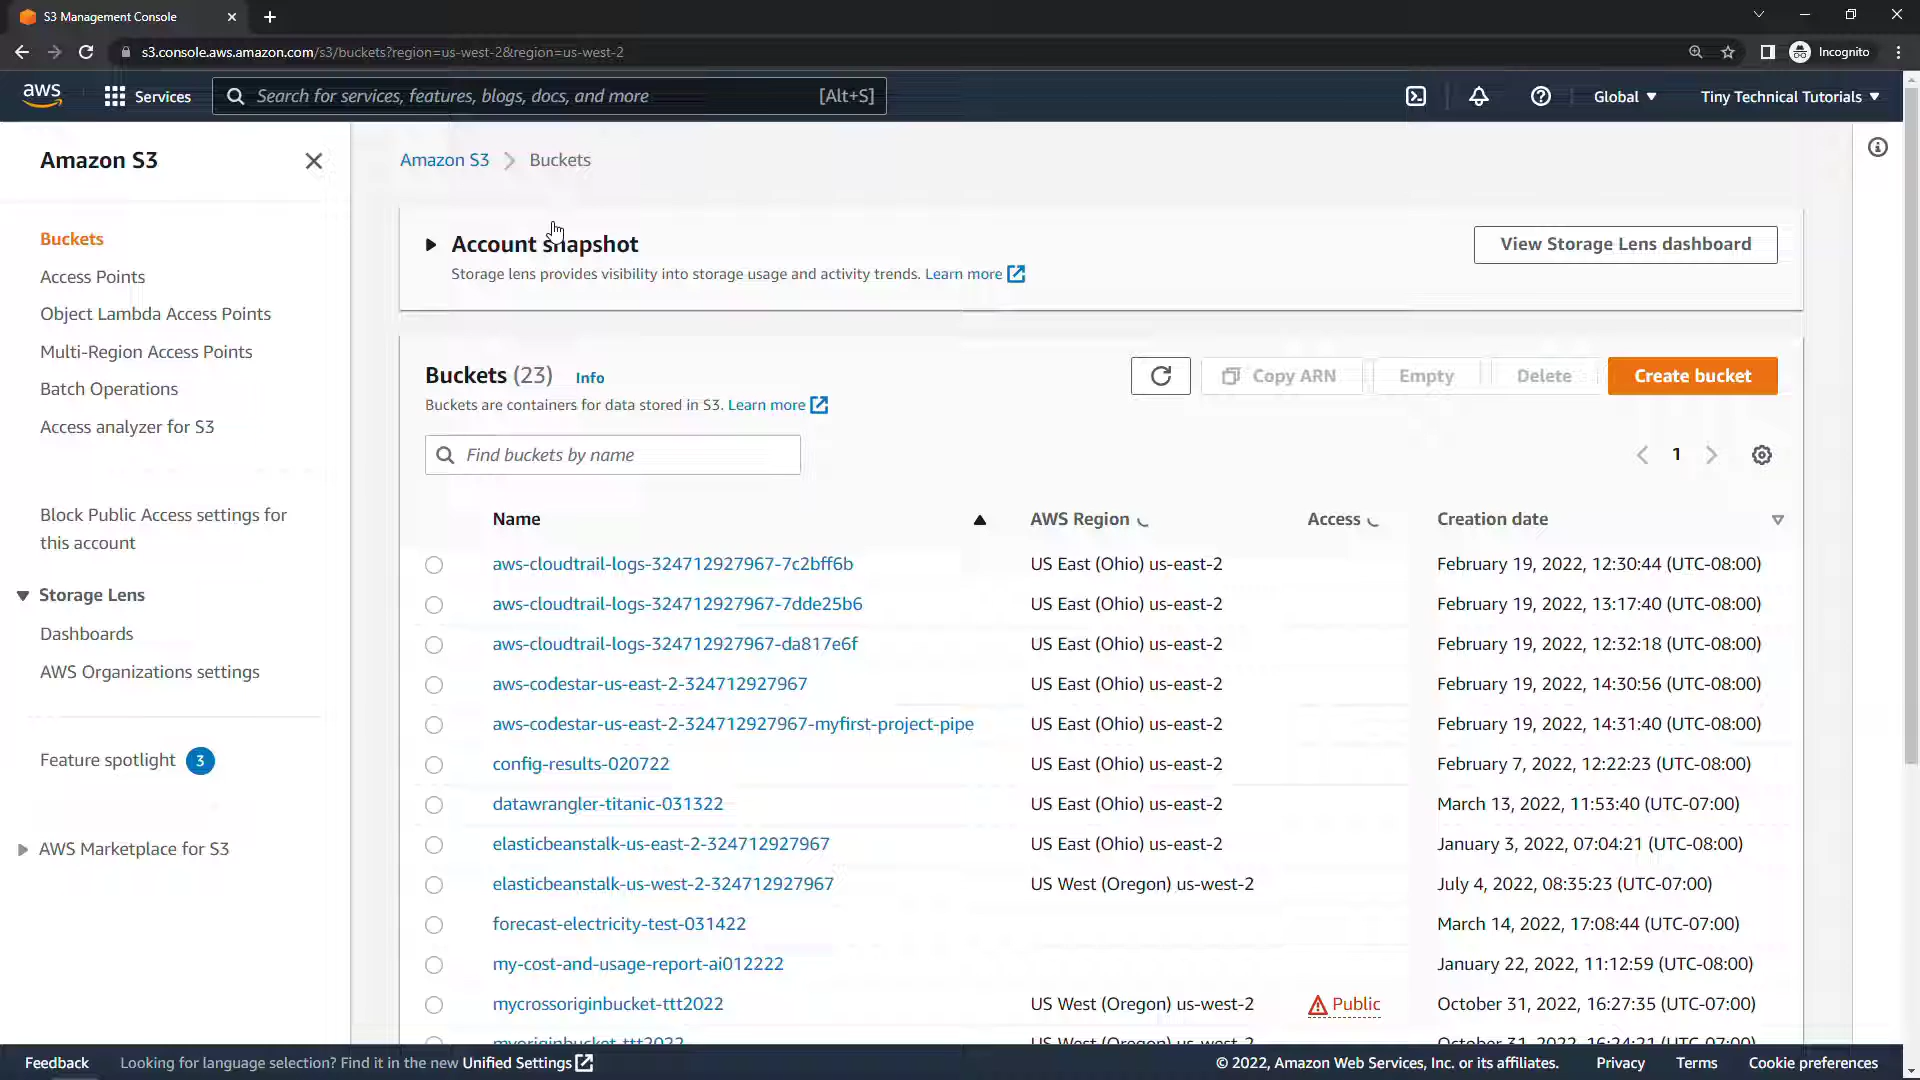 S3 Management Console
s3.console.aws.amazon.com/s3/buckets?region=us-west-2&region=us-west-2
Incognito
aws
Services
Search for services, features, blogs, docs, and more
[Alt+S]
Global
Tiny Technical Tutorials
Amazon S3
Buckets
Access Points
Object Lambda Access Points
Multi-Region Access Points
Batch Operations
Access analyzer for S3
Block Public Access settings for
this account
Storage Lens
Dashboards
AWS Organizations settings
Feature spotlight 3
AWS Marketplace for S3
Amazon S3 Buckets
Account snapshot
Storage lens provides visibility into storage usage and activity trends. Learn more
View Storage Lens dashboard
Buckets (23) Info
Buckets are containers for data stored in S3. Learn more
Copy ARN
Empty
Delete
Create bucket
Find buckets by name
1
Name AWS Region Access Creation date
aws-cloudtrail-logs-324712927967-7c2bff6b US East (Ohio) us-east-2 February 19, 2022, 12:30:44 (UTC-08:00)
aws-cloudtrail-logs-324712927967-7dde25b6 US East (Ohio) us-east-2 February 19, 2022, 13:17:40 (UTC-08:00)
aws-cloudtrail-logs-324712927967-da817e6f US East (Ohio) us-east-2 February 19, 2022, 12:32:18 (UTC-08:00)
aws-codestar-us-east-2-324712927967 US East (Ohio) us-east-2 February 19, 2022, 14:30:56 (UTC-08:00)
aws-codestar-us-east-2-324712927967-myfirst-project-pipe US East (Ohio) us-east-2 February 19, 2022, 14:31:40 (UTC-08:00)
config-results-020722 US East (Ohio) us-east-2 February 7, 2022, 12:22:23 (UTC-08:00)
datawrangler-titanic-031322 US East (Ohio) us-east-2 March 13, 2022, 11:53:40 (UTC-07:00)
elasticbeanstalk-us-east-2-324712927967 US East (Ohio) us-east-2 January 3, 2022, 07:04:21 (UTC-08:00)
elasticbeanstalk-us-west-2-324712927967 US West (Oregon) us-west-2 July 4, 2022, 08:35:23 (UTC-07:00)
forecast-electricity-test-031422 March 14, 2022, 17:08:44 (UTC-07:00)
my-cost-and-usage-report-ai012222 January 22, 2022, 11:12:59 (UTC-08:00)
mycrossoriginbucket-ttt2022 US West (Oregon) us-west-2 Public October 31, 2022, 16:27:35 (UTC-07:00)
myoriginbucket-ttt2022 US West (Oregon) us-west-2 October 31, 2022, 16:24:21 (UTC-07:00)
Feedback
Looking for language selection? Find it in the new Unified Settings
© 2022, Amazon Web Services, Inc. or its affiliates.
Privacy
Terms
Cookie preferences